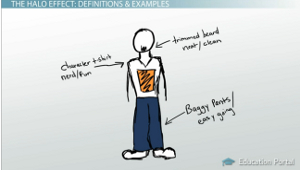 THE HALO EFFECT: DEFINITIONS & EXAMPLES
trimmed beard
neat/clean
character t-shirt
nerd/fun
Baggy Pants/
easy going
Education Portal